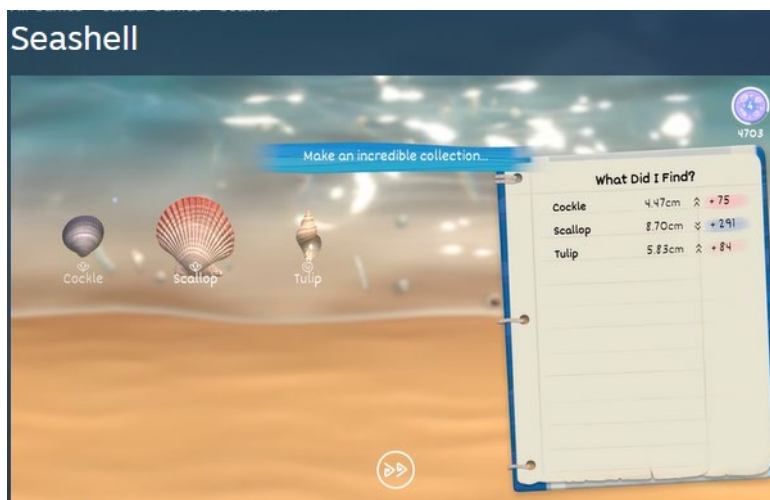 Seashell
4
4703
Make an incredible collection...
What Did I Find?
Cockle 4.47cm +75
Scallop 8.70cm +291
Tulip 5.83cm +84
Cockle
Scallop
Tulip